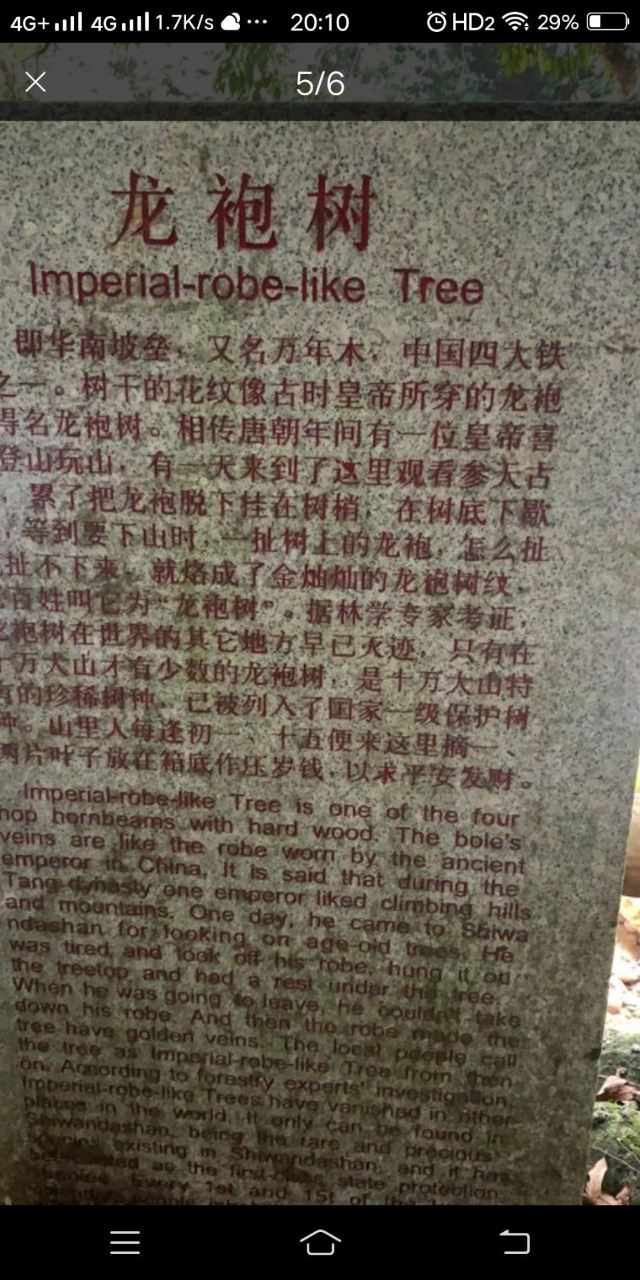 4G+ 4G 1.7K/s ··· 20:10 HD2 29%
5/6
龙袍树
Imperial-robe-like Tree
即华南坡垒，又名万年木，中国四大铁
之一。树干的花纹像古时皇帝所穿的龙袍
得名龙袍树。相传唐朝年间有一位皇帝喜
登山玩山，有一天来到了这里观看参天古
，累了把龙袍脱下挂在树梢，在树底下歇
，等到要下山时，一扯树上的龙袍，怎么扯
扯不下来，就烙成了金灿灿的龙袍树纹
百姓叫它为“龙袍树”。据林学专家考证，
龙袍树在世界的其它地方早已灭迹，只有在
十万大山才有少数的龙袍树，是十万大山特
有的珍稀树种，已被列入了国家一级保护树
种。山里人每逢初一、十五便来这里摘一、
两片叶子放在箱底作压岁钱，以求平安发财。
Imperial-robe-like Tree is one of the four
hop hornbeams with hard wood. The bole's
veins are like the robe worn by the ancient
emperor in China. It is said that during the
Tang dynasty one emperor liked climbing hills
and mountains. One day, he came to Shiwa
ndashan for looking on age-old trees. He
was tired and took off his robe, hung it on
the treetop and had a rest under the tree.
When he was going to leave, he couldn't take
down his robe. And then the robe made the
tree have golden veins. The local people call
the tree as Imperial-robe-like Tree from then
on. According to forestry experts' investigation,
Imperial-robe-like Trees have vanished in other
places in the world. It only can be found in
Shiwandashan, being the rare and precious
species existing in Shiwandashan, and it has
as the first-class state protection
Every 1st and 15t of the